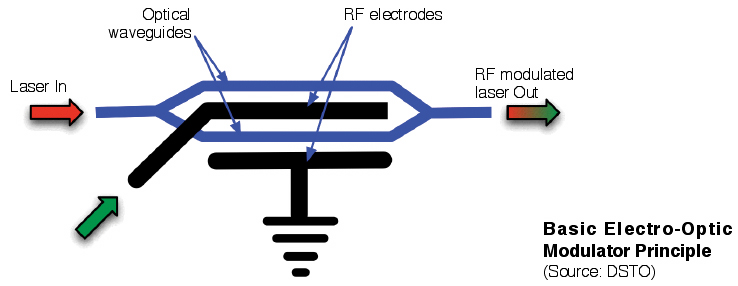 Optical
waveguides
RF electrodes
Laser In
RF modulated
laser Out
Basic Electro-Optic
Modulator Principle
(Source: DSTO)